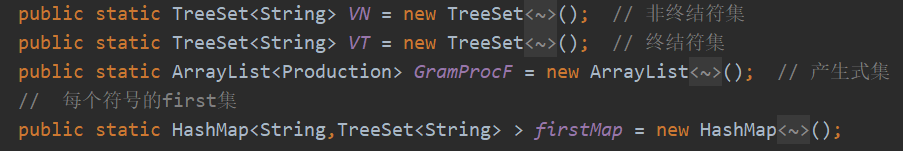 public static TreeSet<String> VN = new TreeSet<~>();  // 非终结符集
public static TreeSet<String> VT = new TreeSet<~>();  // 终结符集
public static ArrayList<Production> GramProcF = new ArrayList<~>();  // 产生式集
//  每个符号的first集
public static HashMap<String,TreeSet<String> > firstMap = new HashMap<~>();